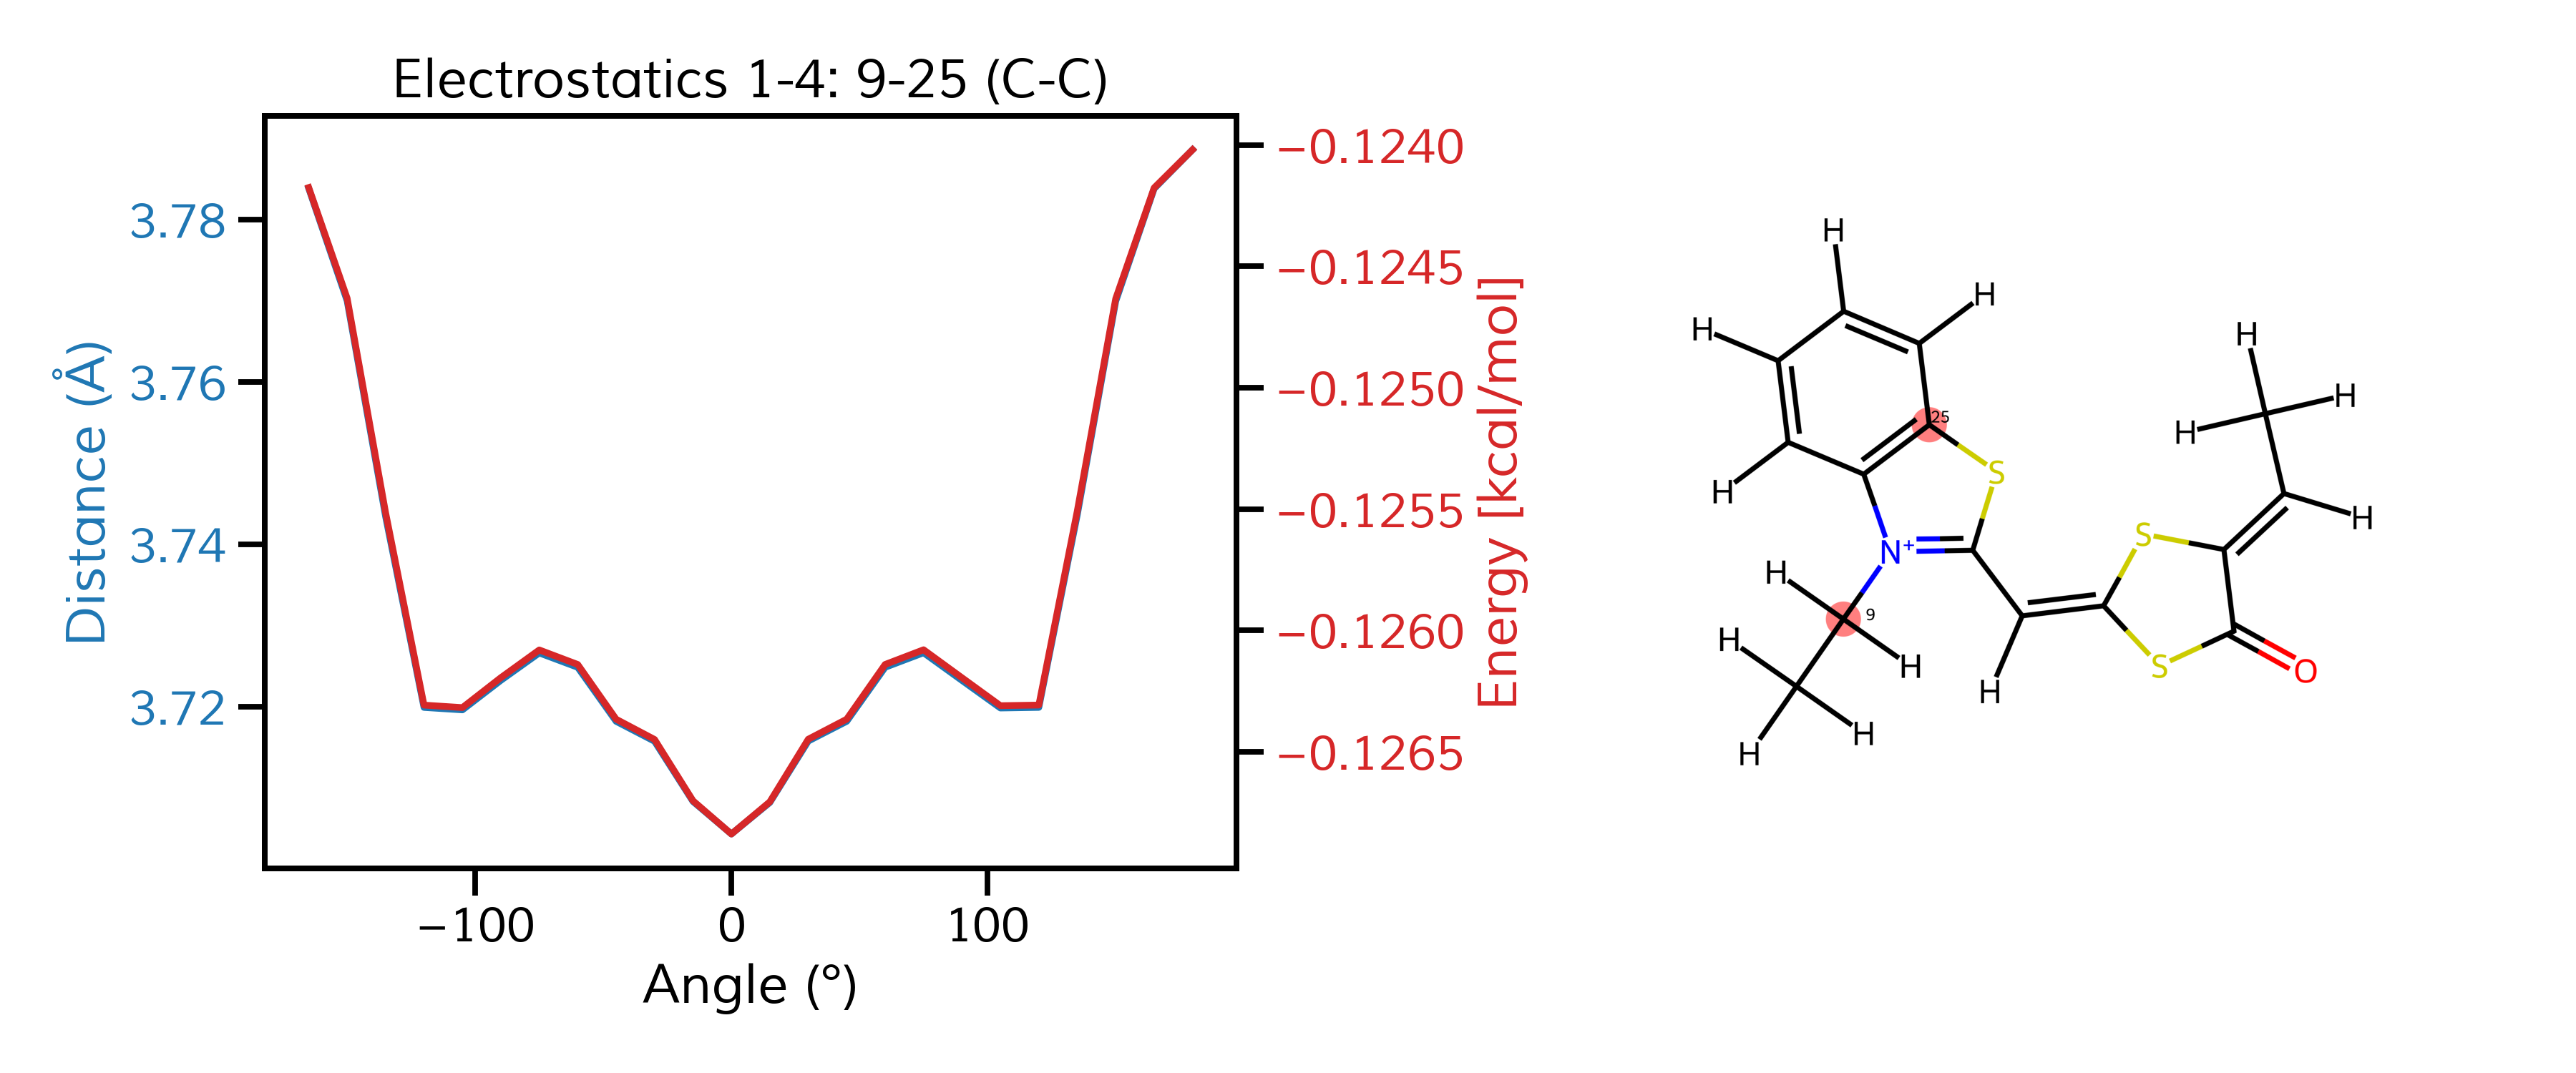 Electrostatics 1-4: 9-25 (C-C)
Distance (Å)
3.78
3.76
3.74
3.72
−100
0
100
Angle (°)
−0.1240
−0.1245
−0.1250
−0.1255
−0.1260
−0.1265
Energy [kcal/mol]
H
H
H
H
H
H
H
25
S
H
S
N+
H
9
H
H
S
O
H
H
H